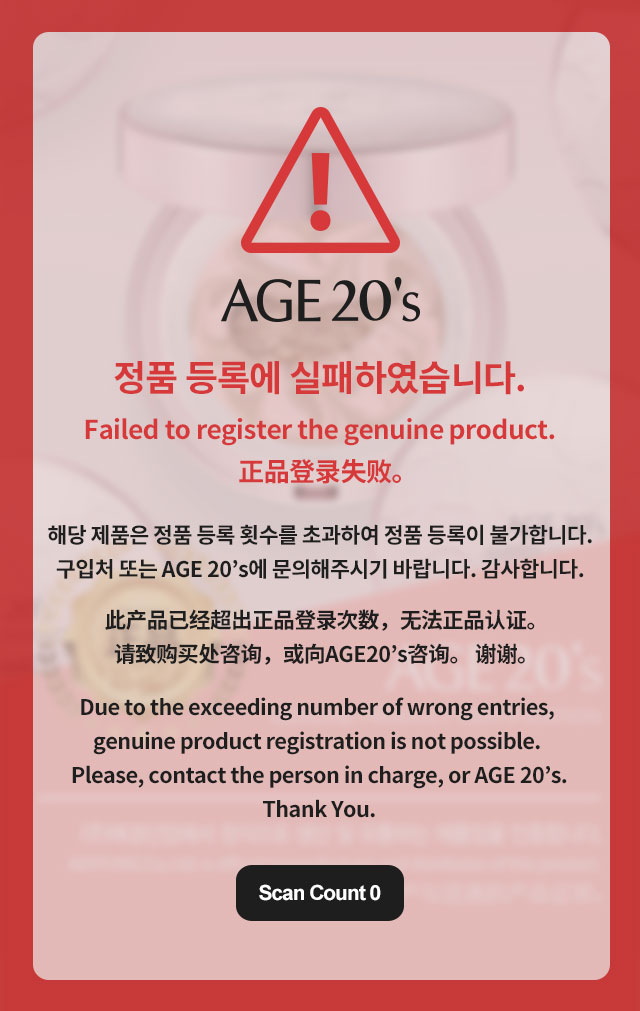 AGE 20's
정품 등록에 실패하였습니다.
Failed to register the genuine product.
正品登录失败。
해당 제품은 정품 등록 횟수를 초과하여 정품 등록이 불가합니다.
구입처 또는 AGE 20’s에 문의해주시기 바랍니다. 감사합니다.
此产品已经超出正品登录次数，无法正品认证。
请致购买处咨询，或向AGE20’s咨询。 谢谢。
Due to the exceeding number of wrong entries,
genuine product registration is not possible.
Please, contact the person in charge, or AGE 20’s.
Thank You.
AGE 20's
Scan Count 0